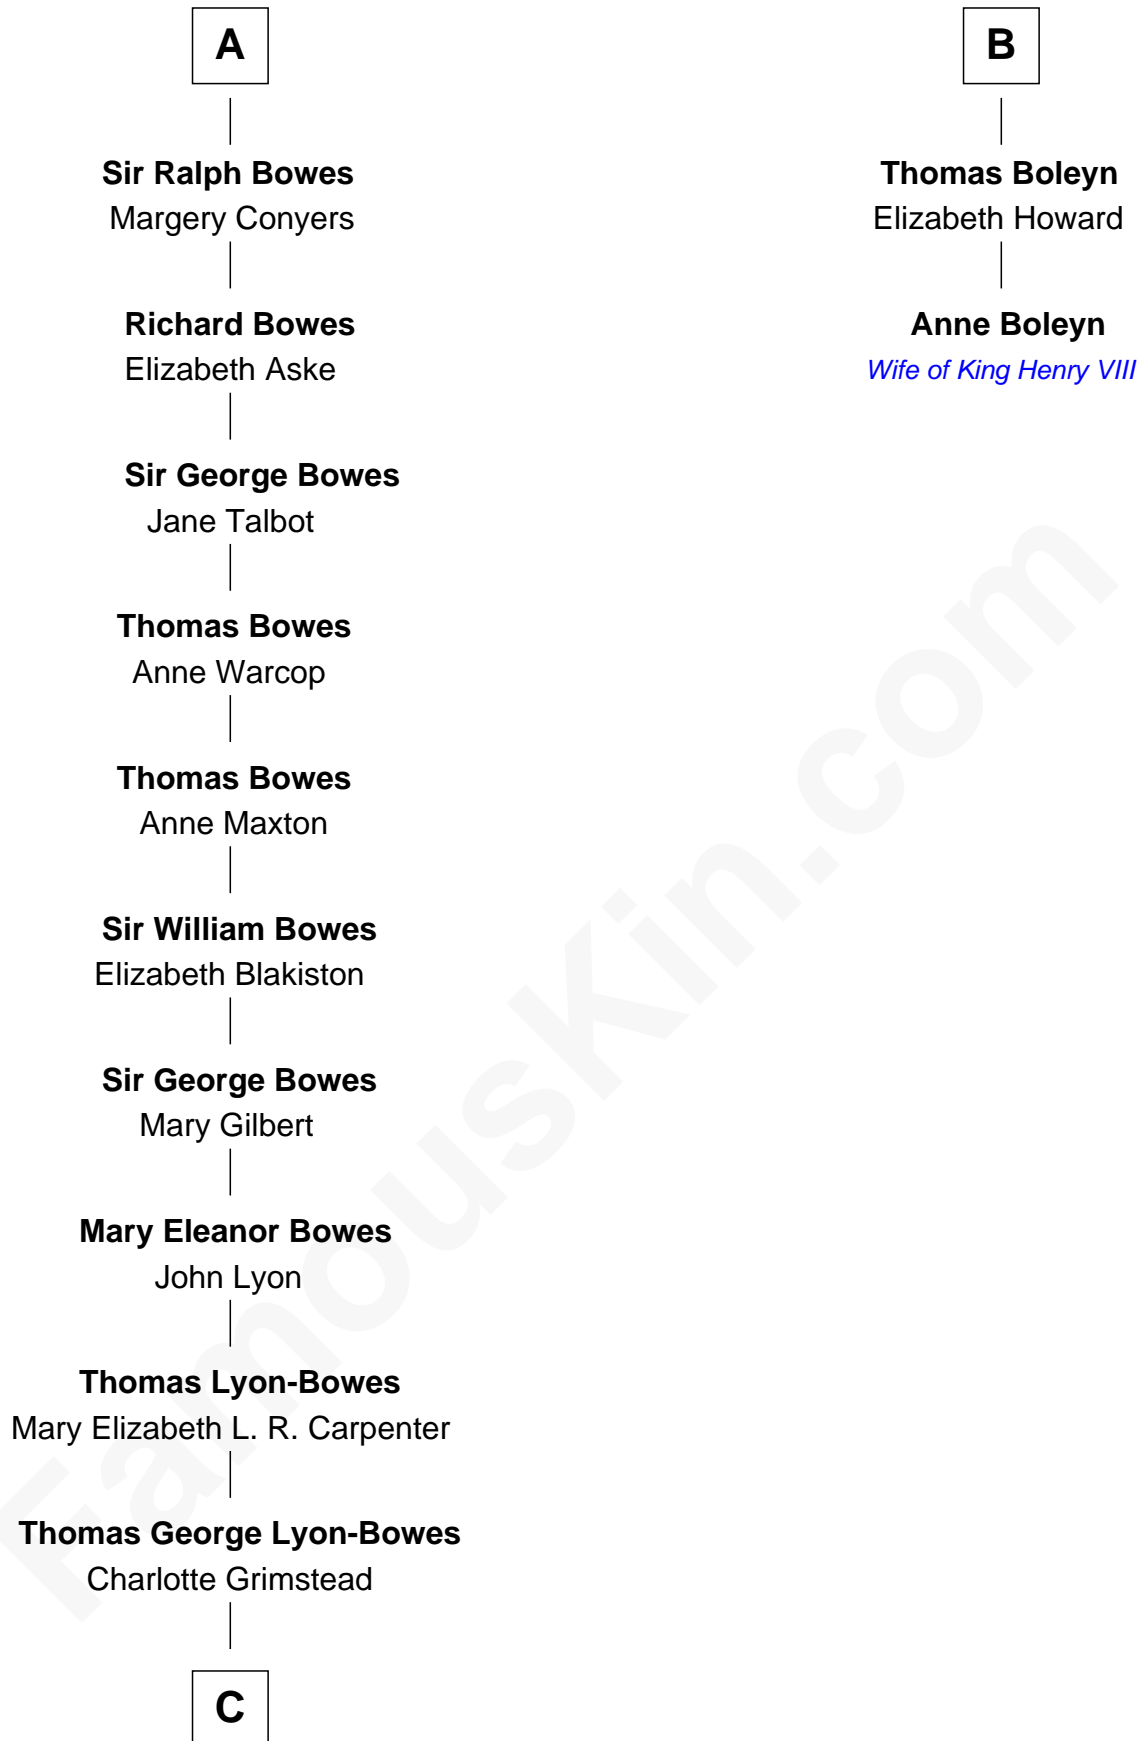 A
Sir Ralph Bowes
Margery Conyers
Richard Bowes
Elizabeth Aske
Sir George Bowes
Jane Talbot
Thomas Bowes
Anne Warcop
Thomas Bowes
Anne Maxton
Sir William Bowes
Elizabeth Blakiston
Sir George Bowes
Mary Gilbert
Mary Eleanor Bowes
John Lyon
Thomas Lyon-Bowes
Mary Elizabeth L. R. Carpenter
Thomas George Lyon-Bowes
Charlotte Grimstead
C
B
Thomas Boleyn
Elizabeth Howard
Anne Boleyn
Wife of King Henry VIII
FamousKin.com